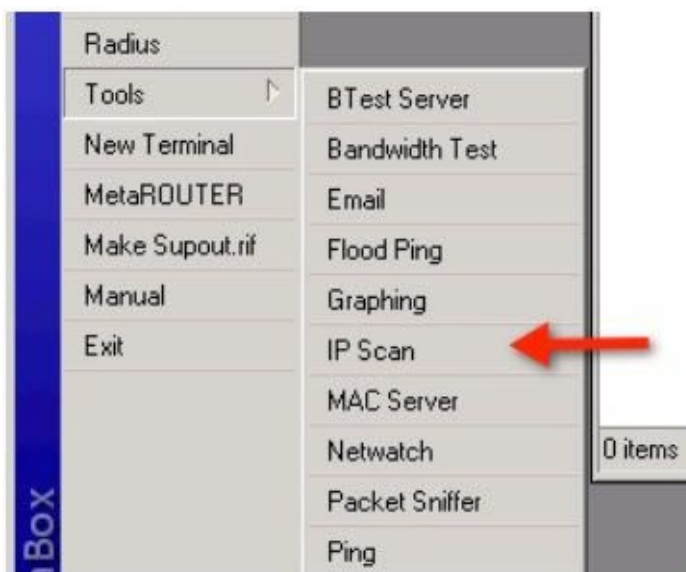 Radius
Tools
New Terminal
MetaROUTER
Make Supout.rif
Manual
Exit
BTest Server
Bandwidth Test
Email
Flood Ping
Graphing
IP Scan
MAC Server
Netwatch
Packet Sniffer
Ping
0 items
nBox